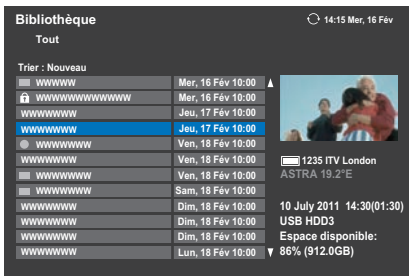 Bibliothèque
14:15 Mer, 16 Fév
Tout
Trier : Nouveau
WWWWW Mer, 16 Fév 10:00
WWWWWWWWWWWW Mer, 16 Fév 10:00
WWWWWWW Jeu, 17 Fév 10:00
WWWWWWW Jeu, 17 Fév 10:00
WWWWWWW Ven, 18 Fév 10:00
WWWWWWW Ven, 18 Fév 10:00
WWWWWWW Ven, 18 Fév 10:00
WWWWWWW Sam, 18 Fév 10:00
WWWWWWW Dim, 18 Fév 10:00
WWWWWWW Dim, 18 Fév 10:00
WWWWWWW Dim, 18 Fév 10:00
WWWWWWW Lun, 18 Fév 10:00
1235 ITV London
ASTRA 19.2°E
10 July 2011 14:30(01:30)
USB HDD3
Espace disponible:
86% (912.0GB)